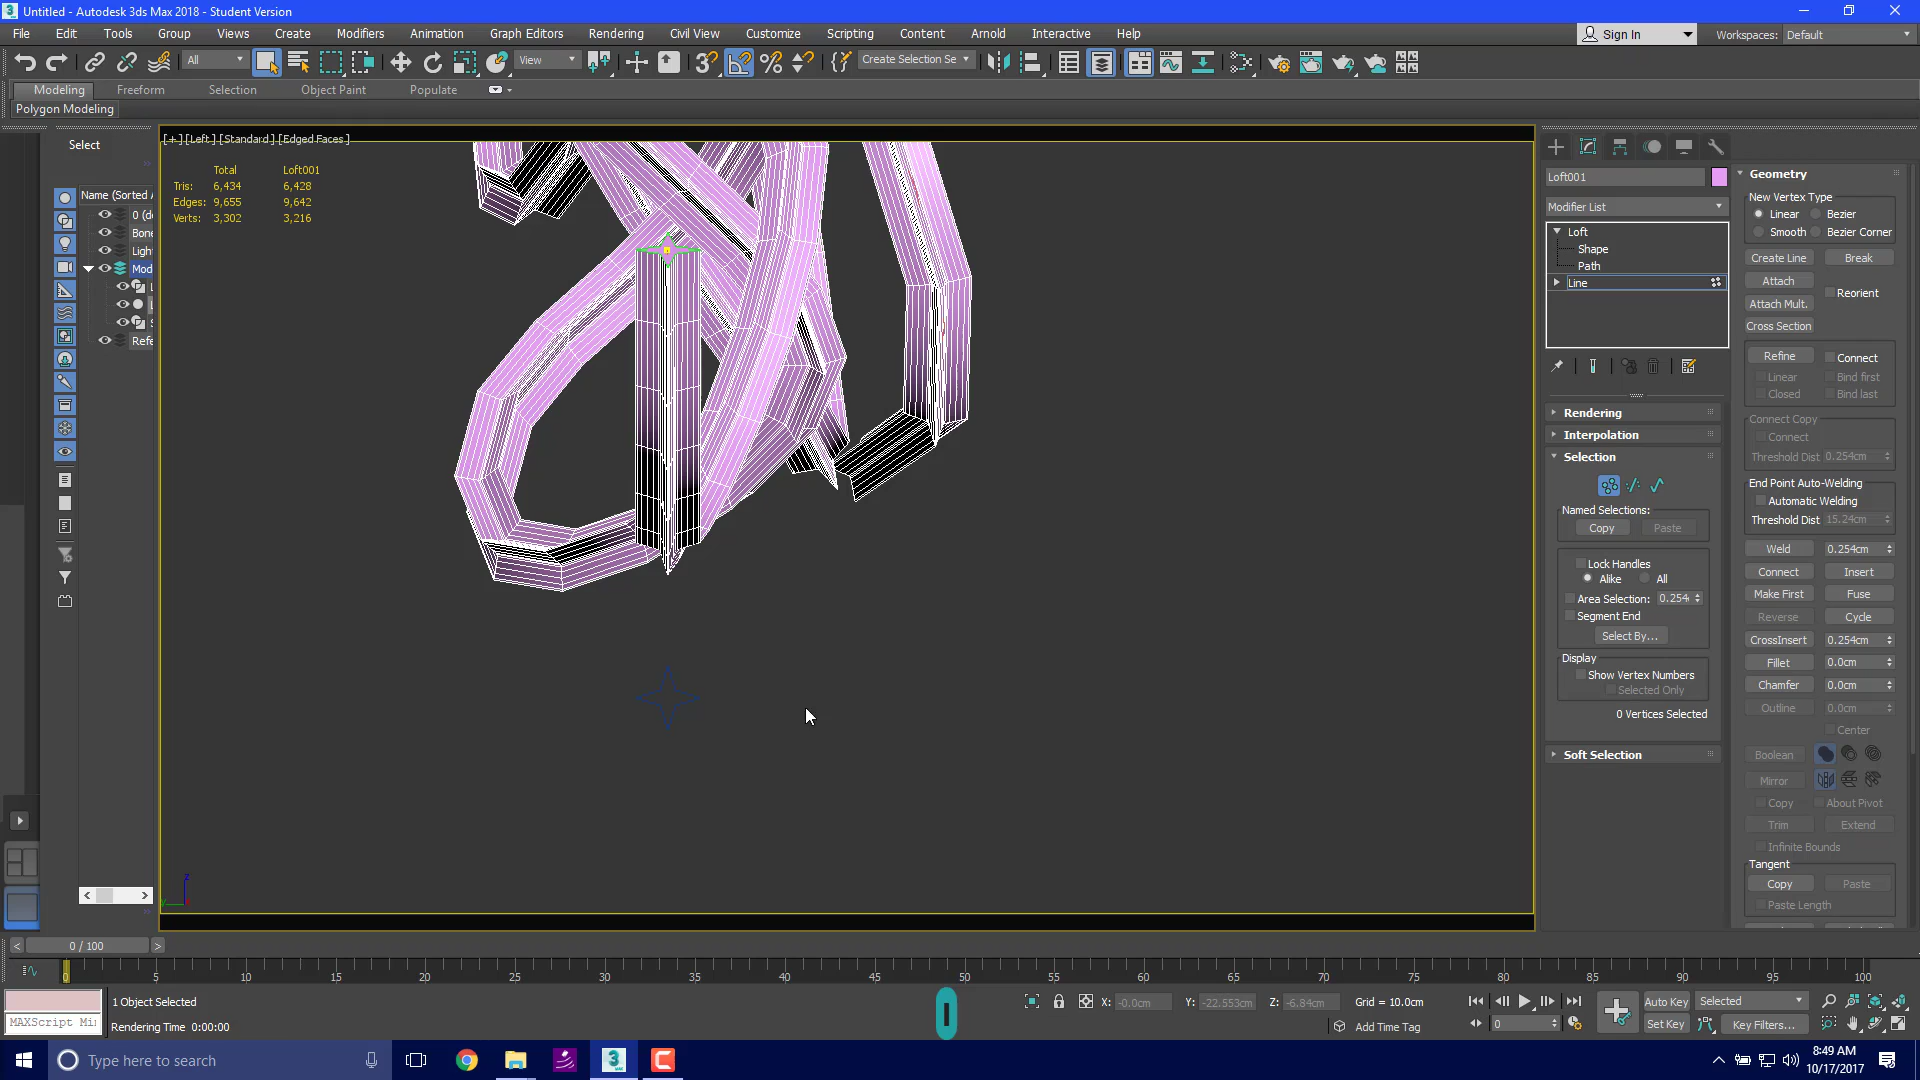 Untitled - Autodesk 3ds Max 2018 - Student Version
File Edit Tools Group Views Create Modifiers Animation Graph Editors Rendering Civil View Customize Scripting Content Arnold Interactive Help
Sign In
Workspaces: Default
All
View
Create Selection Se
Modeling Freeform Selection Object Paint Populate
Polygon Modeling
Select
Name (Sorted A
0 (de
Bone
Light
Mod
Refe
[+] [Left] [Standard] [Edged Faces]
Total Loft001
Tris: 6,434 6,428
Edges: 9,655 9,642
Verts: 3,302 3,216
z
Loft001
Modifier List
Loft
Shape
Path
Line
Rendering
Interpolation
Selection
Named Selections:
Copy Paste
Lock Handles
Alike All
Area Selection: 0.254
Segment End
Select By...
Display
Show Vertex Numbers
Selected Only
0 Vertices Selected
Soft Selection
Geometry
New Vertex Type
Linear Bezier
Smooth Bezier Corner
Create Line Break
Attach
Reorient
Attach Mult.
Cross Section
Refine Connect
Linear Bind first
Closed Bind last
Connect Copy
Connect
Threshold Dist 0.254cm
End Point Auto-Welding
Automatic Welding
Threshold Dist 15.24cm
Weld 0.254cm
Connect Insert
Make First Fuse
Reverse Cycle
CrossInsert 0.254cm
Fillet 0.0cm
Chamfer 0.0cm
Outline 0.0cm
Center
Boolean
Mirror
Copy About Pivot
Trim Extend
Infinite Bounds
Tangent
Copy Paste
Paste Length
0 / 100
0 5 10 15 20 25 30 35 40 45 50 55 60 65 70 75 80 85 90 95 100
1 Object Selected
MAXScript Mi
Rendering Time 0:00:00
X: -0.0cm Y: -22.553cm Z: -6.84cm Grid = 10.0cm
Add Time Tag
0
Auto Key Selected
Set Key Key Filters...
Type here to search
8:49 AM
10/17/2017